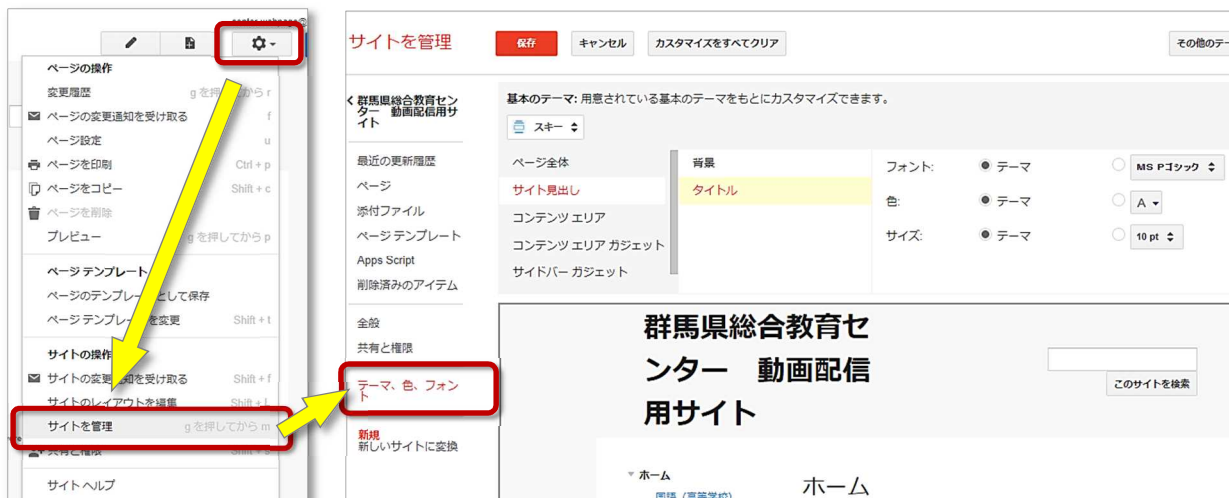 ページの操作
変更履歴 g を押してから r
ページの変更通知を受け取る f
ページ設定 u
ページを印刷 Ctrl + p
ページをコピー Shift + c
ページを削除
プレビュー g を押してから p
ページ テンプレート
ページのテンプレートとして保存
ページ テンプレートを変更 Shift + t
サイトの操作
サイトの変更通知を受け取る Shift + f
サイトのレイアウトを編集 Shift + L
サイトを管理 g を押してから m
共有と権限 Shift + s
サイト ヘルプ
サイトを管理
保存 キャンセル カスタマイズをすべてクリア その他のテー
群馬県総合教育セン
ター 動画配信用サ
イト
最近の更新履歴
ページ
添付ファイル
ページ テンプレート
Apps Script
削除済みのアイテム
全般
共有と権限
テーマ、色、フォン
ト
新規
新しいサイトに変換
基本のテーマ: 用意されている基本のテーマをもとにカスタマイズできます。
スキー
ページ全体
サイト見出し
コンテンツ エリア
コンテンツ エリア ガジェット
サイドバー ガジェット
背景
タイトル
フォント: テーマ MS Pゴシック
色: テーマ A
サイズ: テーマ 10 pt
群馬県総合教育セ
ンター 動画配信
用サイト
このサイトを検索
ホーム
国語（高等学校）
ホーム